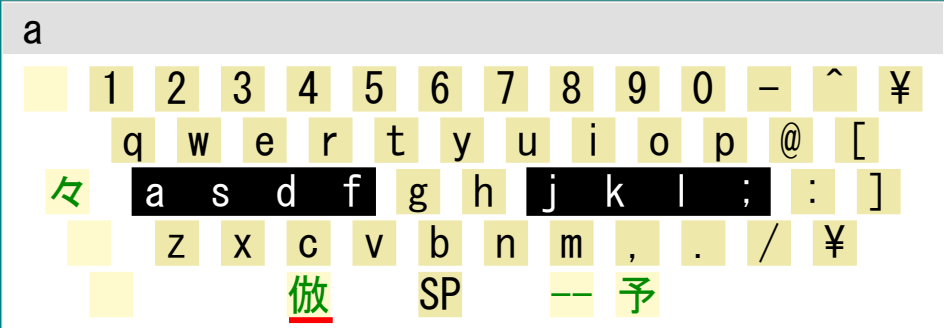 a
1 2 3 4 5 6 7 8 9 0 - ^ ¥
q w e r t y u i o p @ [
々 a s d f g h j k l ; : ]
z x c v b n m , . / ¥
倣 SP -- 予